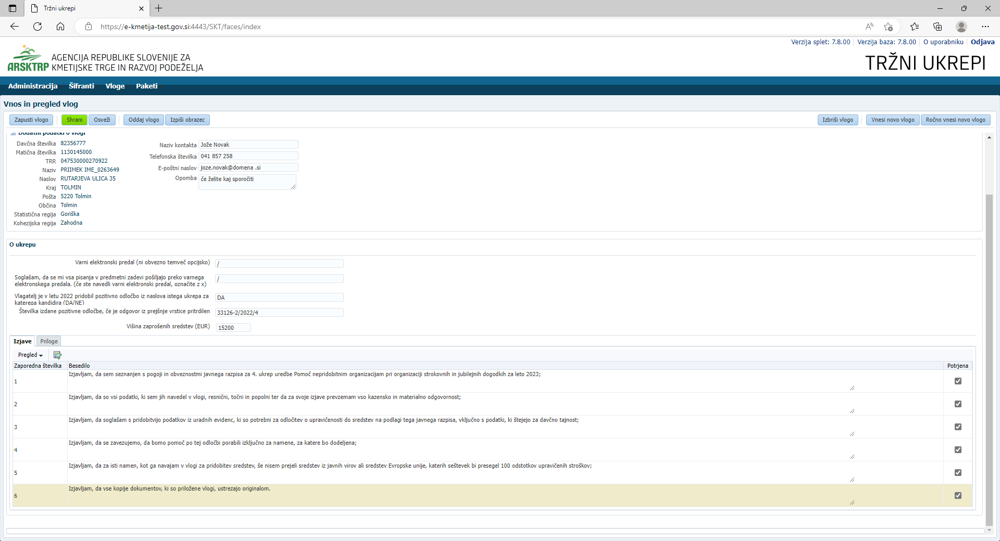 Tržni ukrepi
https://e-kmetija-test.gov.si:4443/SKT/faces/index
Verzija splet: 7.8.00 Verzija baza: 7.8.00 O uporabniku Odjava
ARSKTRP
AGENCIJA REPUBLIKE SLOVENIJE ZA
KMETIJSKE TRGE IN RAZVOJ PODEŽELJA
TRŽNI UKREPI
Administracija Šifranti Vloge Paketi
Vnos in pregled vlog
Zapusti vlogo Shrani Osveži Oddaj vlogo Izpiši obrazec Izbriši vlogo Vnesi novo vlogo Ročno vnesi novo vlogo
Dodatni podatki o vlogi
Davčna številka 82356777
Matična številka 1130145000
TRR 047530000270922
Naziv PRIIMEK IME_0263649
Naslov RUTARJEVA ULICA 35
Kraj TOLMIN
Pošta 5220 Tolmin
Občina Tolmin
Statistična regija Goriška
Kohezijska regija Zahodna
Naziv kontakta Jože Novak
Telefonska številka 041 857 258
E-poštni naslov joze.novak@domena .si
Opomba če želite kaj sporočiti
O ukrepu
Varni elektronski predal (ni obvezno temveč opcijsko) /
Soglašam, da se mi vsa pisanja v predmetni zadevi pošiljajo preko varnega
elektronskega predala. (če ste navedli varni elektronski predal, označite z x) /
Vlagatelj je v letu 2022 pridobil pozitivno odločbo iz naslova istega ukrepa za
katerega kandidira (DA/NE) DA
Številka izdane pozitivne odločbe, če je odgovor iz prejšnje vrstice pritrdilen 33126-2/2022/4
Višina zaprošenih sredstev (EUR) 15200
Izjave Priloge
Pregled
Zaporedna številka Besedilo Potrjena
1 Izjavljam, da sem seznanjen s pogoji in obveznostmi javnega razpisa za 4. ukrep uredbe Pomoč nepridobitnim organizacijam pri organizaciji strokovnih in jubilejnih dogodkih za leto 2023;
2 Izjavljam, da so vsi podatki, ki sem jih navedel v vlogi, resnični, točni in popolni ter da za svoje izjave prevzemam vso kazensko in materialno odgovornost;
3 Izjavljam, da soglašam s pridobitvijo podatkov iz uradnih evidenc, ki so potrebni za odločitev o upravičenosti do sredstev na podlagi tega javnega razpisa, vključno s podatki, ki štejejo za davčno tajnost;
4 Izjavljam, da se zavezujemo, da bomo pomoč po tej odločbi porabili izključno za namene, za katere bo dodeljena;
5 Izjavljam, da za isti namen, kot ga navajam v vlogi za pridobitev sredstev, še nisem prejeli sredstev iz javnih virov ali sredstev Evropske unije, katerih seštevek bi presegel 100 odstotkov upravičenih stroškov;
6 Izjavljam, da vse kopije dokumentov, ki so priložene vlogi, ustrezajo originalom.